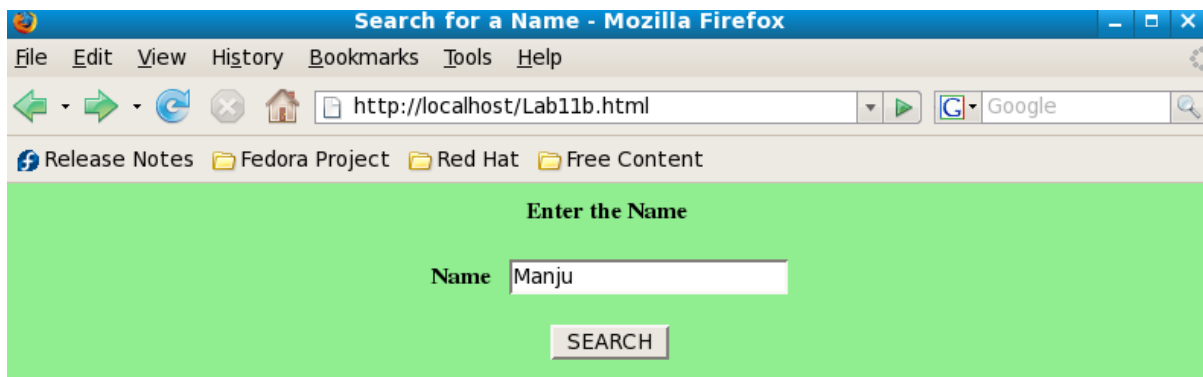 Search for a Name - Mozilla Firefox
File Edit View History Bookmarks Tools Help
http://localhost/Lab11b.html G Google
Release Notes Fedora Project Red Hat Free Content
Enter the Name
Name Manju
SEARCH